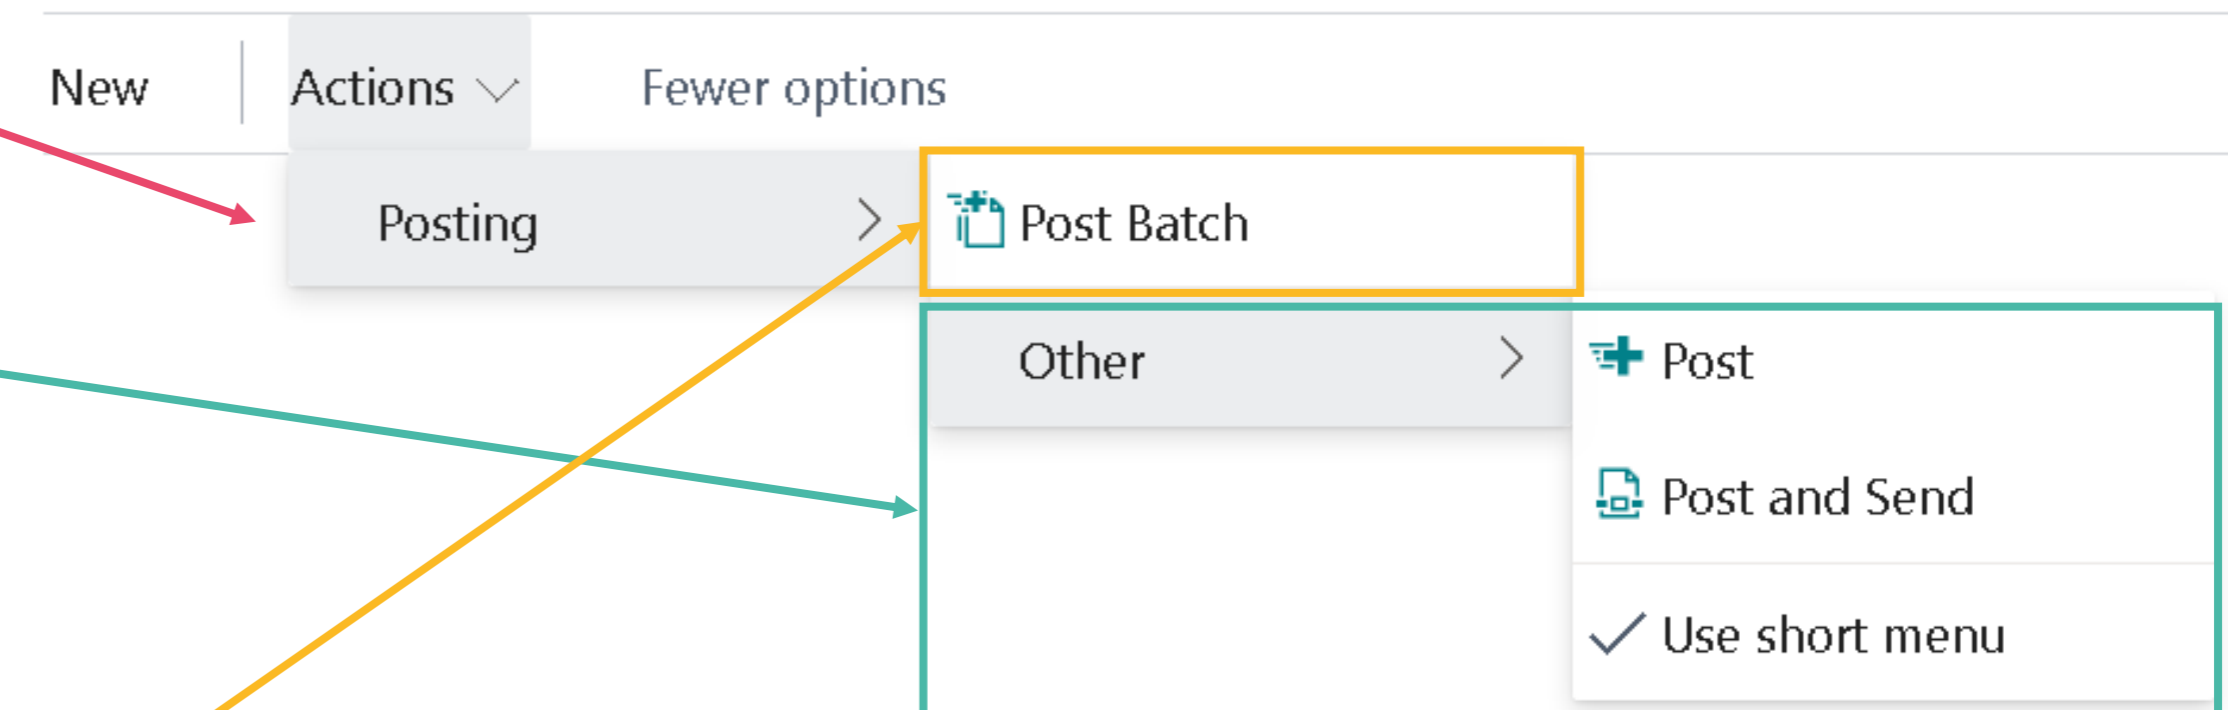 New Actions Fewer options
Posting Post Batch
Other Post
Post and Send
Use short menu